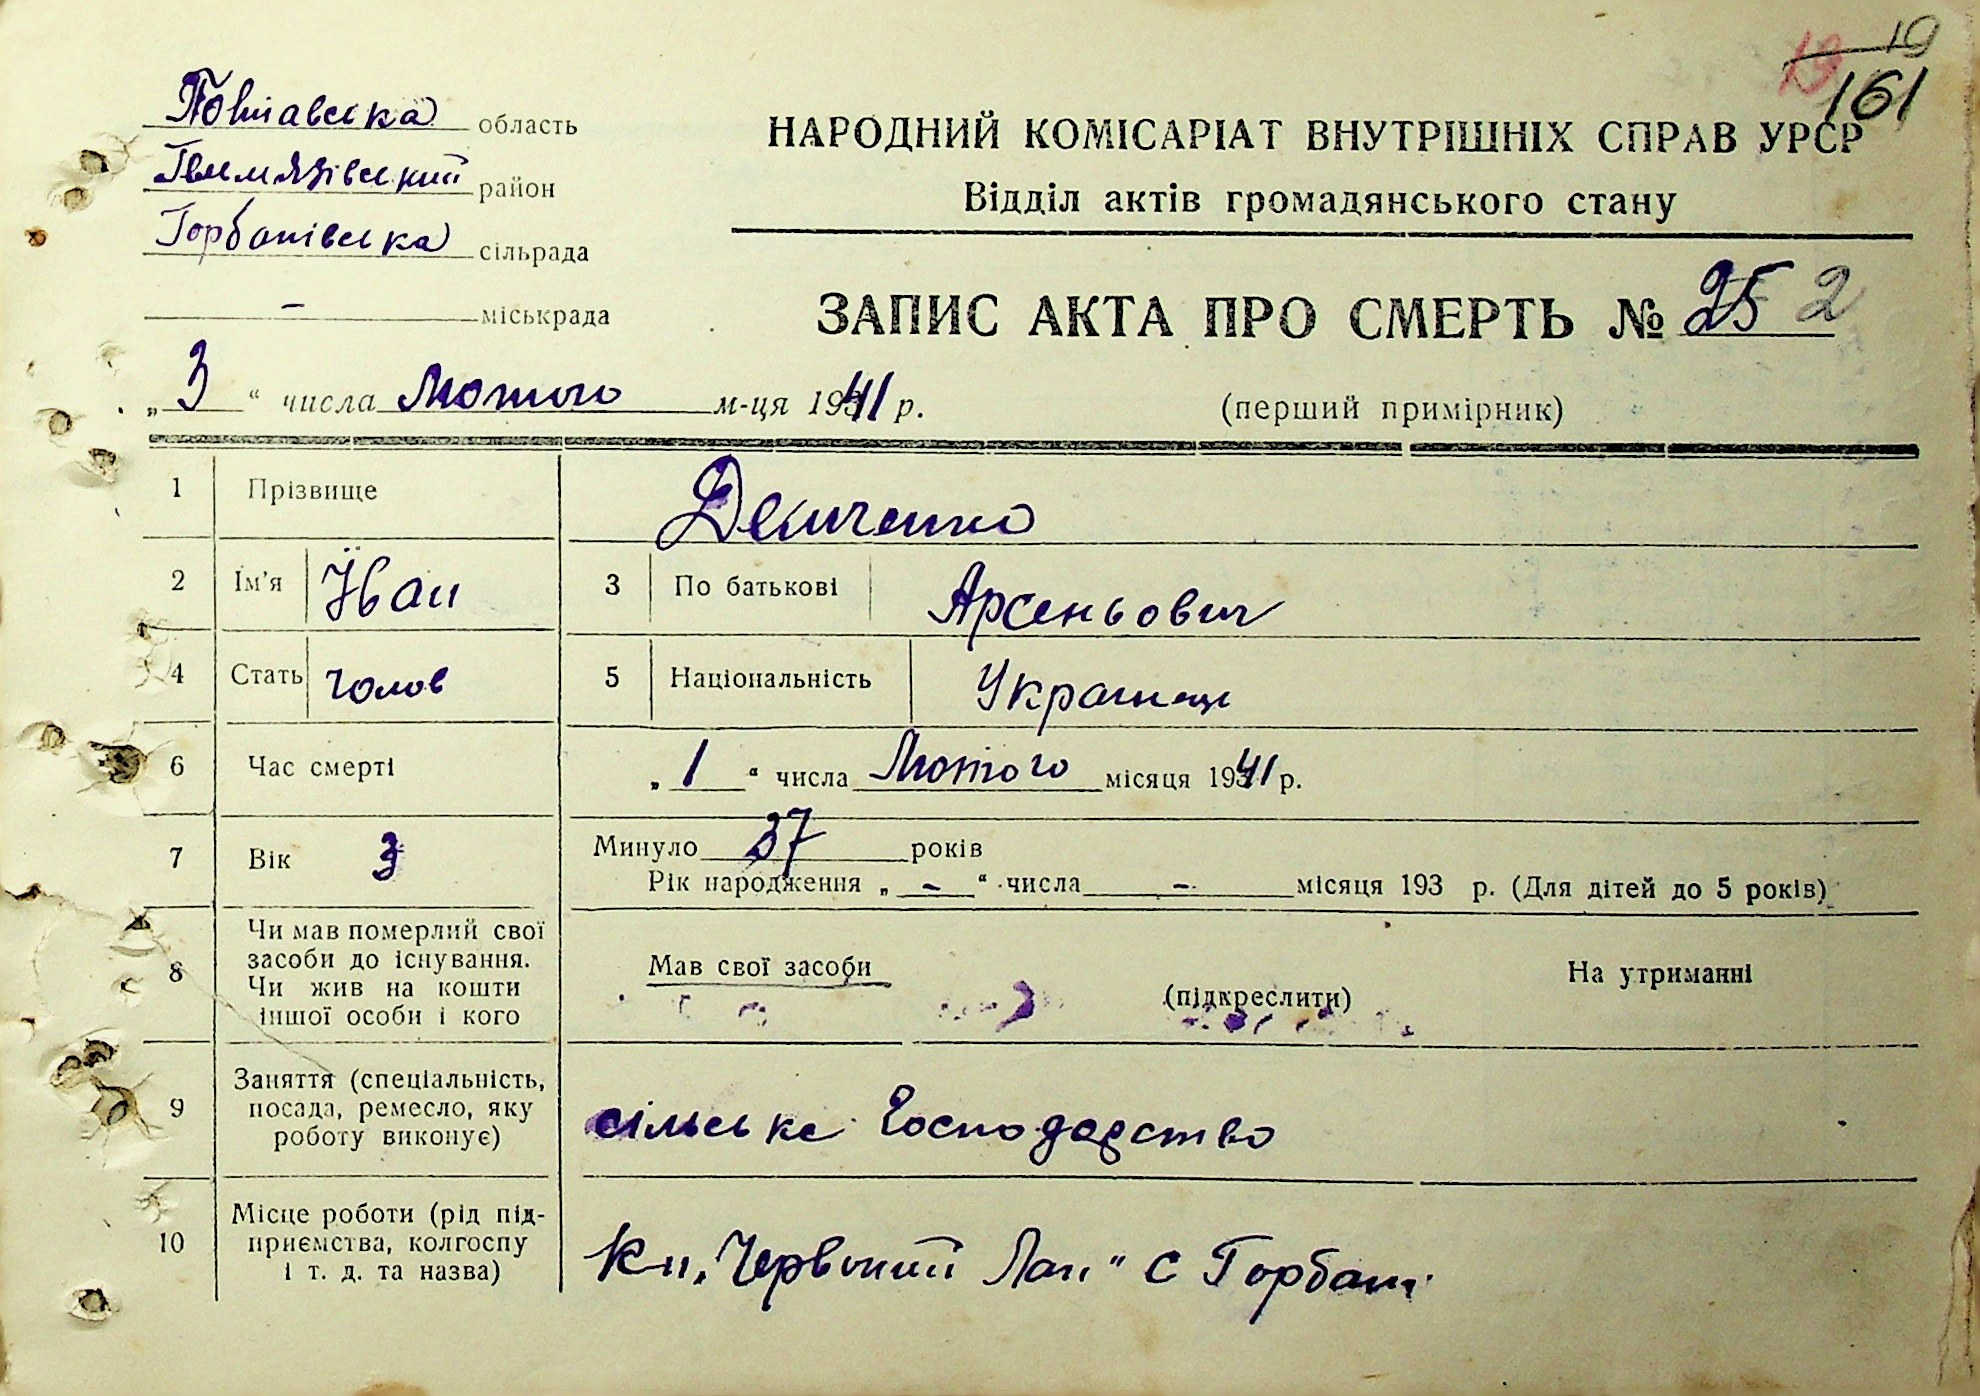 19
19
161
Полтавська область
Гельмязівський район
Горбанівська сільрада
- міськрада
НАРОДНИЙ КОМІСАРІАТ ВНУТРІШНІХ СПРАВ УРСР
Відділ актів громадянського стану
ЗАПИС АКТА ПРО СМЕРТЬ № 25 2
„ 3 “ числа Лютого м-ця 1941 р.
(перший примірник)
1 Прізвище Демченко
2 Ім'я Іван 3 По батькові Арсеньович
4 Стать чолов 5 Національність Українець
6 Час смерті „ 1 “ числа Лютого місяця 1941 р.
7 Вік 3 Минуло 37 років
Рік народження „ - “ числа - місяця 193 р. (Для дітей до 5 років)
8 Чи мав померлий свої
засоби до існування.
Чи жив на кошти
іншої особи і кого
Мав свої засоби
(підкреслити)
На утриманні
9 Заняття (спеціальність,
посада, ремесло, яку
роботу виконує)
сільське господарство
10 Місце роботи (рід під-
приємства, колгоспу
і т. д. та назва)
„Червоний Лан" с Горбані